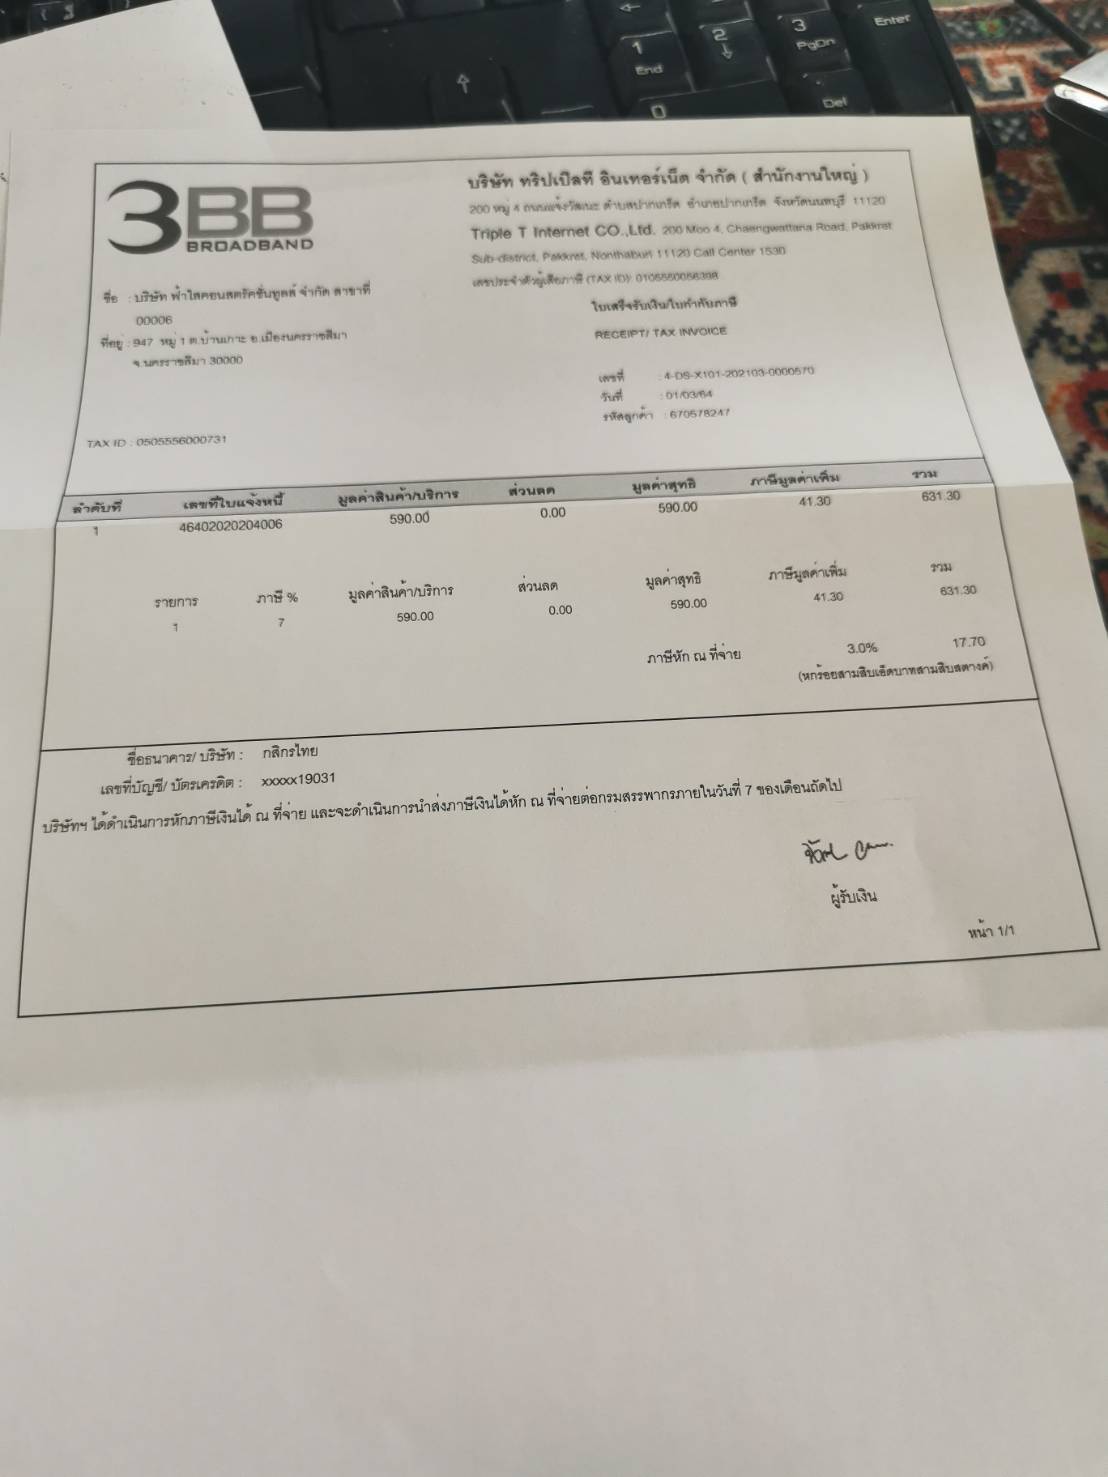 ←
1
End
2
↓
3
PgDn
Enter
↑
0
Del
3BB
BROADBAND
บริษัท ทริปเปิลที อินเทอร์เน็ต จำกัด ( สำนักงานใหญ่ )
200 หมู่ 4 ถนนแจ้งวัฒนะ ตำบลปากเกร็ด อำเภอปากเกร็ด จังหวัดนนทบุรี 11120
Triple T Internet CO.,Ltd. 200 Moo 4, Chaengwattana Road, Pakkret
Sub-district, Pakkret, Nonthaburi 11120 Call Center 1530
เลขประจำตัวผู้เสียภาษี (TAX ID):
ใบเสร็จรับเงิน/ใบกำกับภาษี
RECEIPT/ TAX INVOICE
ชื่อ : บริษัท ฟ้าใสคอนสตรัคชั่นทูลส์ จำกัด สาขาที่
00006
ที่อยู่ : 947 หมู่ 1 ต.บ้านเกาะ อ.เมืองนครราชสีมา
จ.นครราชสีมา 30000
เลขที่ : 4-DS-X101-202103-0000570
วันที่ : 01/03/64
รหัสลูกค้า : 670578247
TAX ID : 0505556000731
ลำดับที่ เลขที่ใบแจ้งหนี้ มูลค่าสินค้า/บริการ ส่วนลด มูลค่าสุทธิ ภาษีมูลค่าเพิ่ม รวม
1 46402020204006 590.00 0.00 590.00 41.30 631.30
รายการ ภาษี % มูลค่าสินค้า/บริการ ส่วนลด มูลค่าสุทธิ ภาษีมูลค่าเพิ่ม รวม
1 7 590.00 0.00 590.00 41.30 631.30
ภาษีหัก ณ ที่จ่าย 3.0% 17.70
(หกร้อยสามสิบเอ็ดบาทสามสิบสตางค์)
ชื่อธนาคาร/ บริษัท : กสิกรไทย
เลขที่บัญชี/ บัตรเครดิต : xxxxx19031
บริษัทฯ ได้ดำเนินการหักภาษีเงินได้ ณ ที่จ่าย และจะดำเนินการนำส่งภาษีเงินได้หัก ณ ที่จ่ายต่อกรมสรรพากรภายในวันที่ 7 ของเดือนถัดไป
ผู้รับเงิน
หน้า 1/1